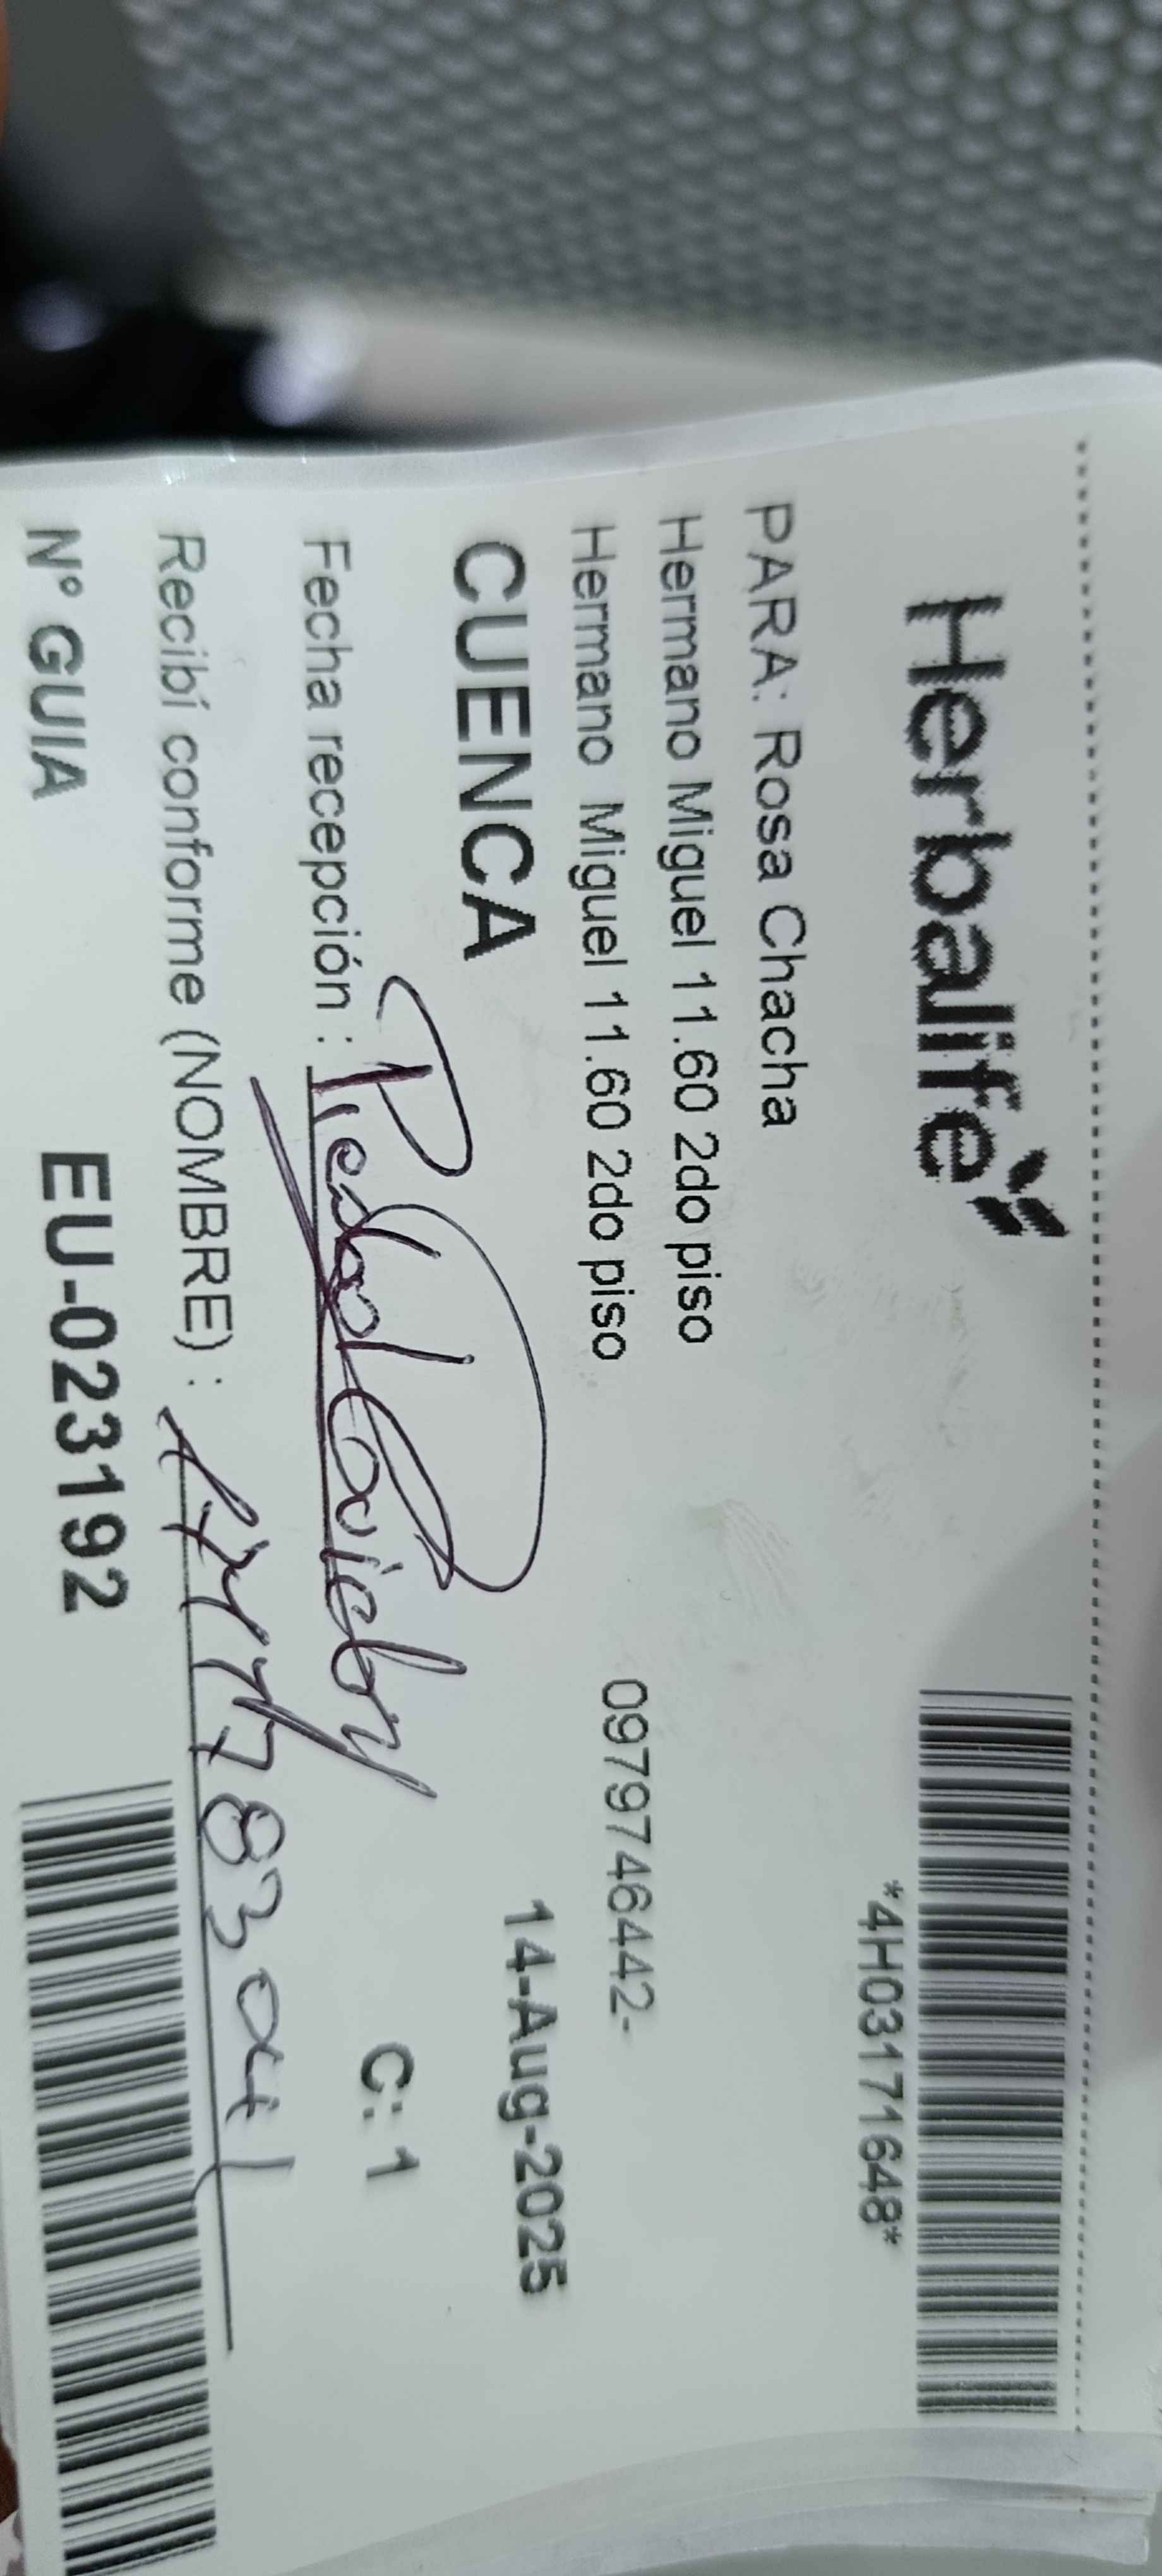 Herbalife
*4H03171648*
PARA: Rosa Chacha
Hermano Miguel 11.60 2do piso
Hermano Miguel 11.60 2do piso 0979746442-
CUENCA 14-Aug-2025
C: 1
Fecha recepción :
Recibí conforme (NOMBRE) :
N° GUIA EU-023192